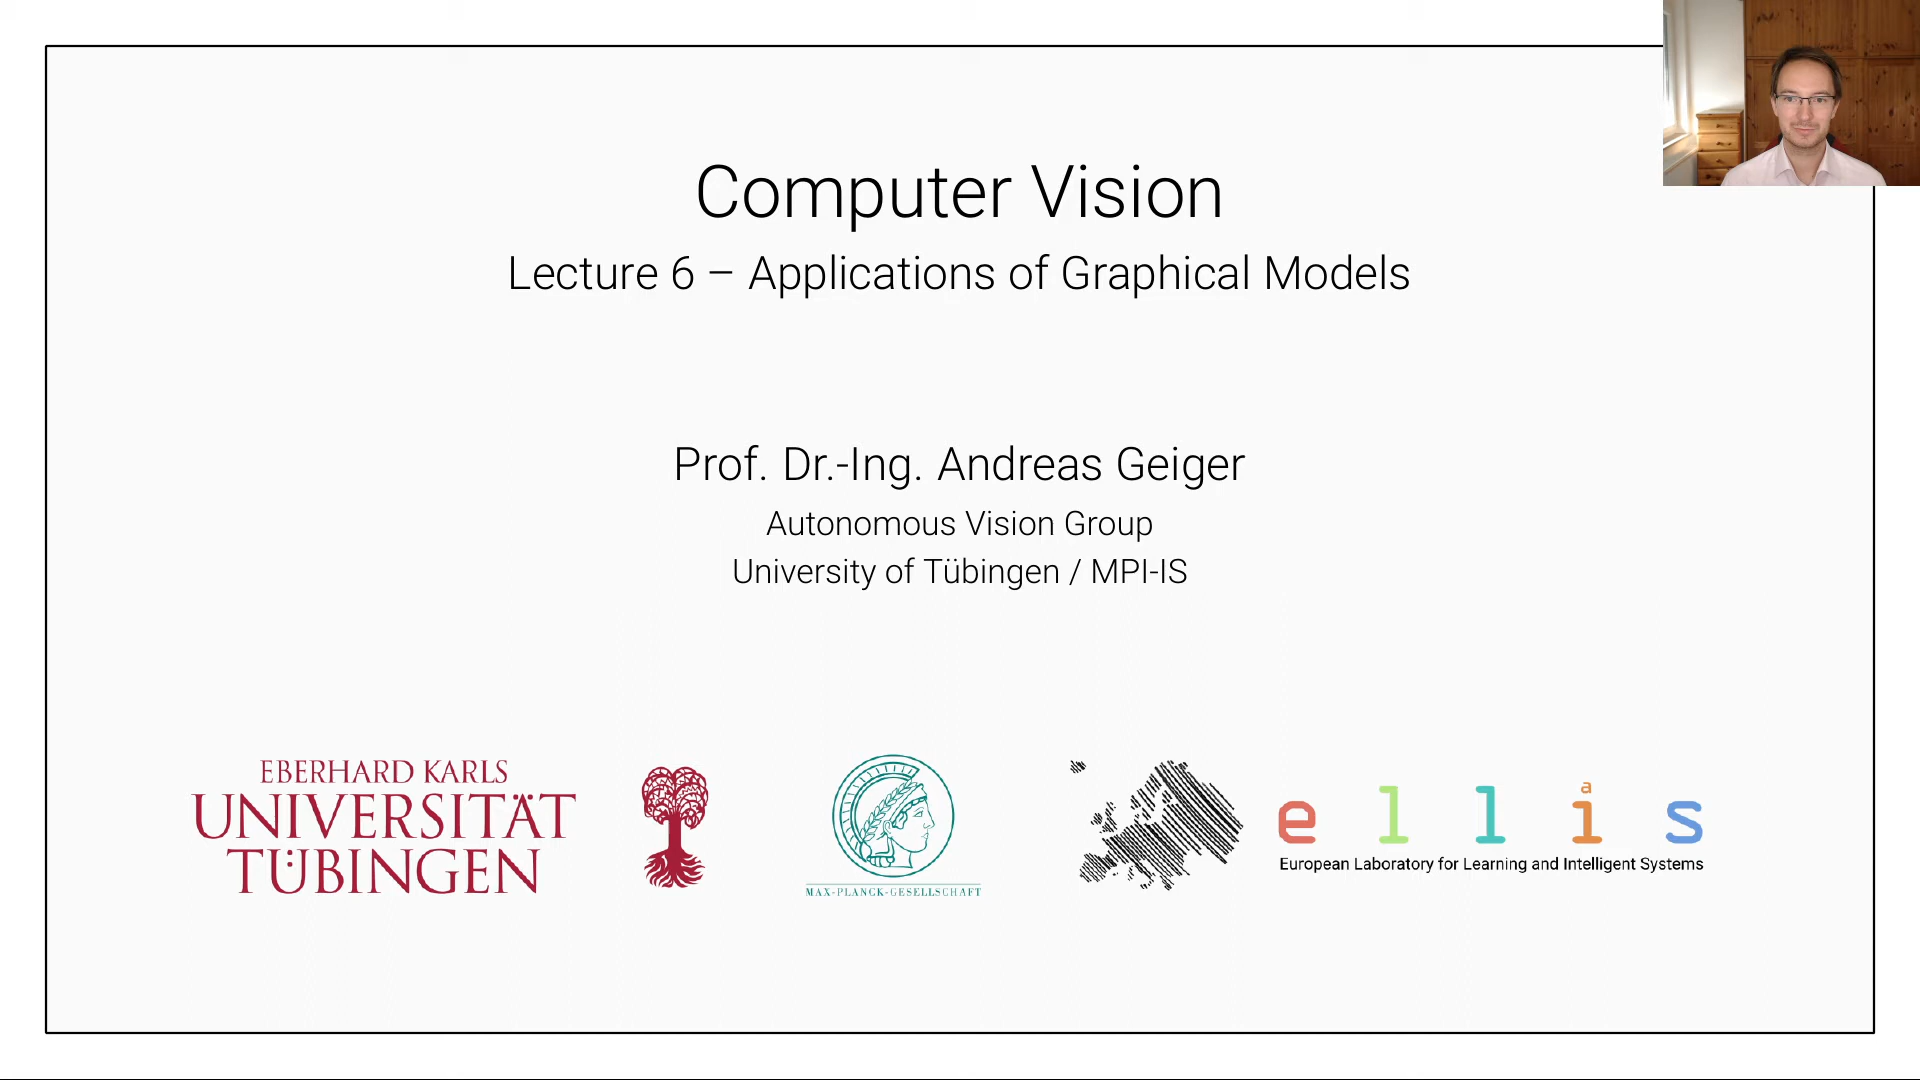 Computer Vision
Lecture 6 – Applications of Graphical Models
Prof. Dr.-Ing. Andreas Geiger
Autonomous Vision Group
University of Tübingen / MPI-IS
EBERHARD KARLS
UNIVERSITÄT
TÜBINGEN
MAX-PLANCK-GESELLSCHAFT
e l l i s
a
European Laboratory for Learning and Intelligent Systems